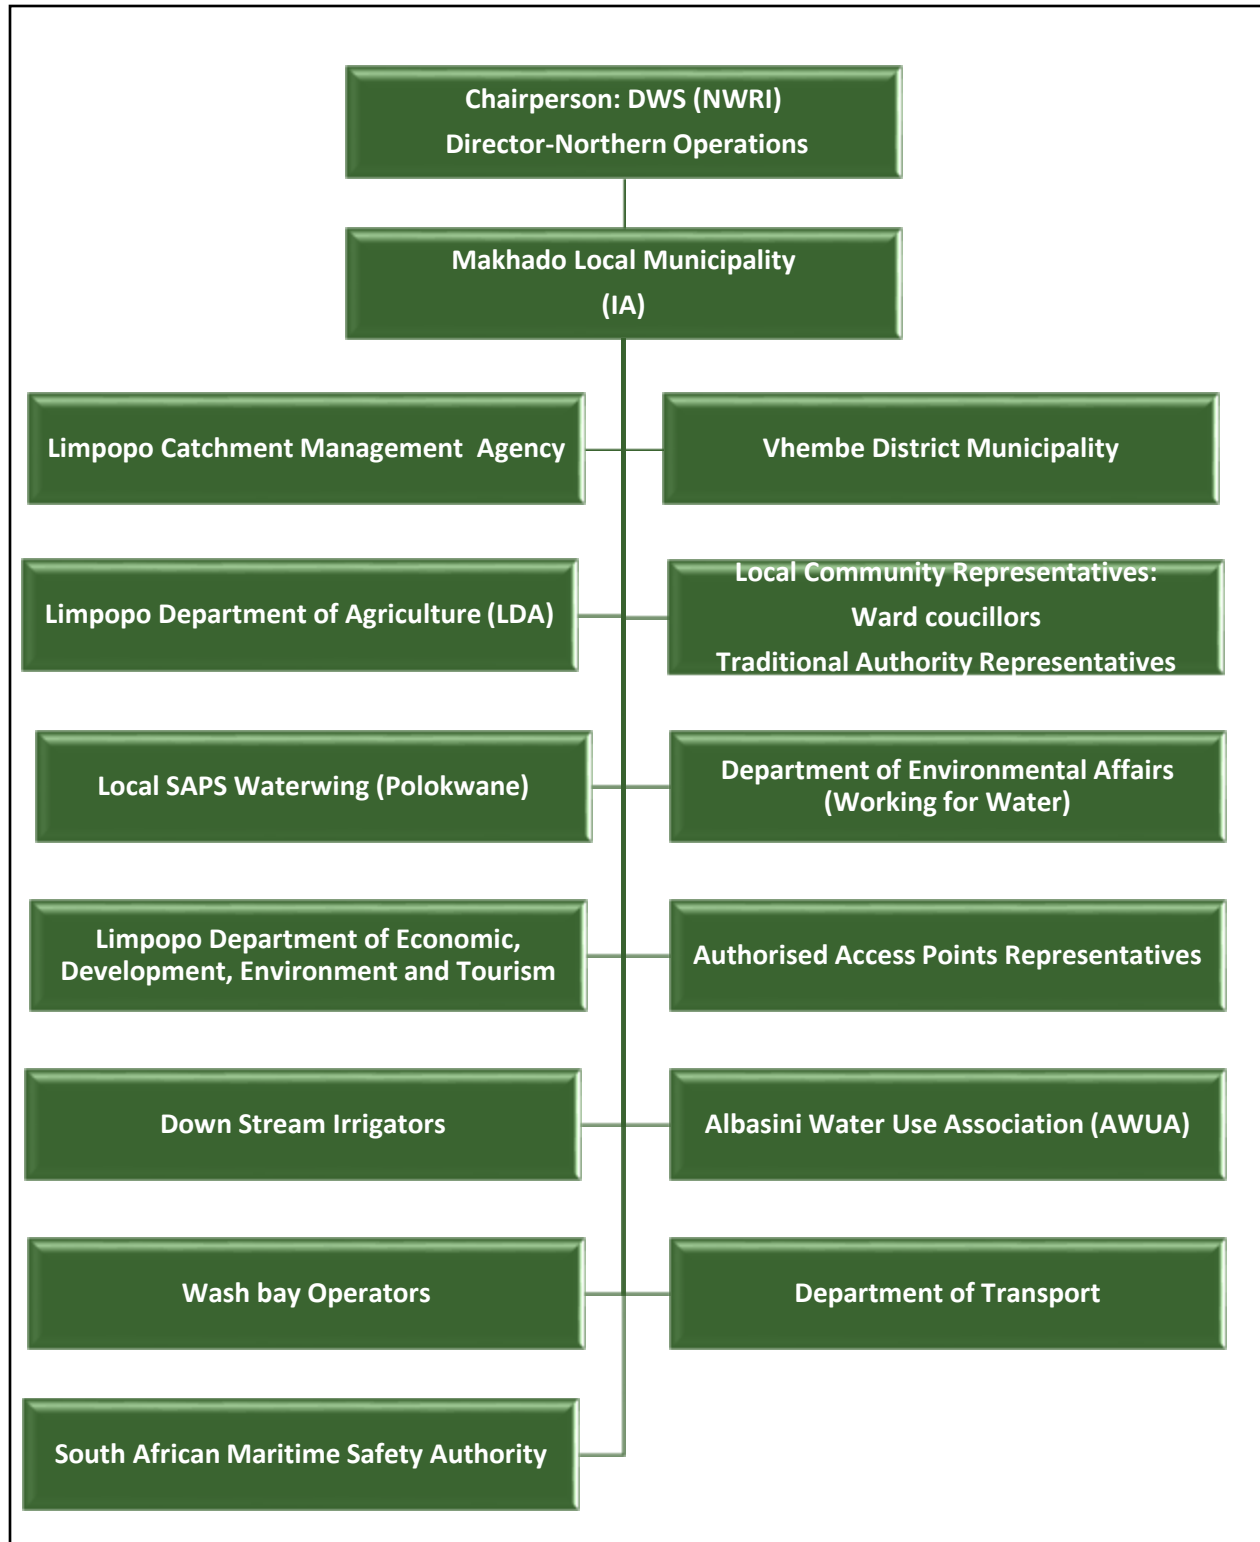 Chairperson: DWS (NWRI)
Director-Northern Operations
Makhado Local Municipality
(IA)
Limpopo Catchment Management Agency
Vhembe District Municipality
Limpopo Department of Agriculture (LDA)
Local Community Representatives:
Ward coucillors
Traditional Authority Representatives
Local SAPS Waterwing (Polokwane)
Department of Environmental Affairs
(Working for Water)
Limpopo Department of Economic,
Development, Environment and Tourism
Authorised Access Points Representatives
Down Stream Irrigators
Albasini Water Use Association (AWUA)
Wash bay Operators
Department of Transport
South African Maritime Safety Authority